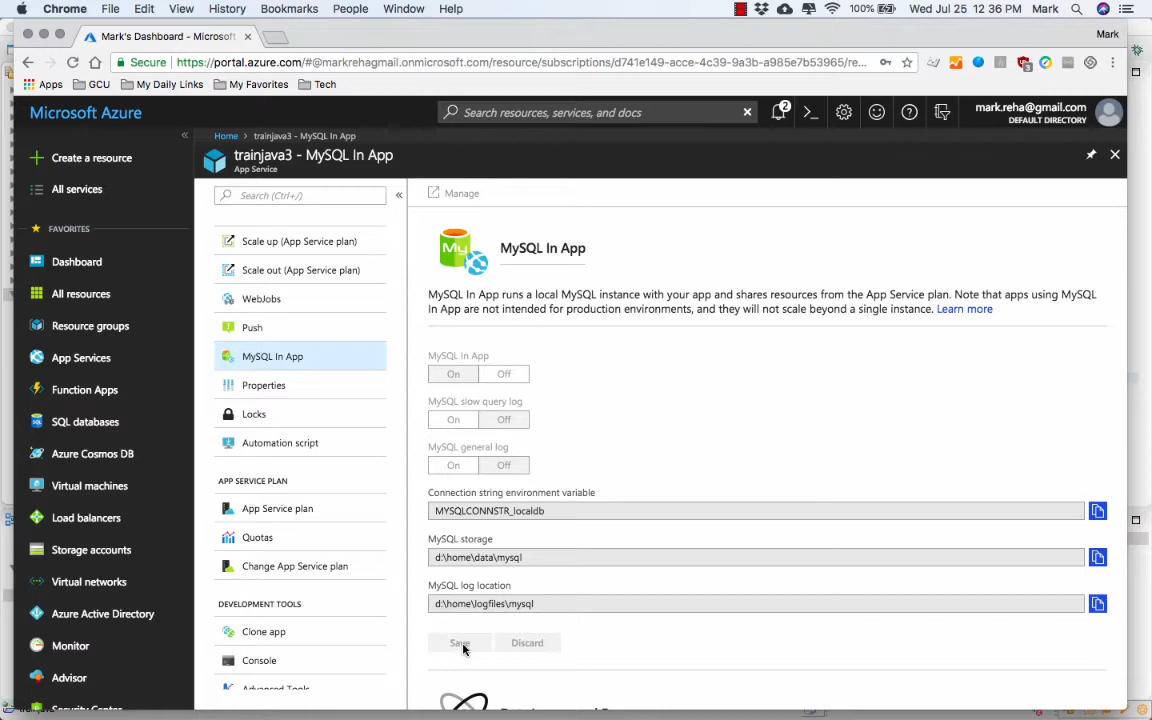 Chrome File Edit View History Bookmarks People Window Help 100% Wed Jul 25 12:36 PM Mark
Mark's Dashboard - Microsoft Mark
Secure https://portal.azure.com/#@markrehagmail.onmicrosoft.com/resource/subscriptions/d741e149-acce-4c39-9a3b-a985e7b53965/re...
Apps GCU My Daily Links My Favorites Tech
Microsoft Azure
Search resources, services, and docs
2
mark.reha@gmail.com
DEFAULT DIRECTORY
Home > trainjava3 - MySQL In App
trainjava3 - MySQL In App
App Service
Create a resource
All services
FAVORITES
Dashboard
All resources
Resource groups
App Services
Function Apps
SQL databases
Azure Cosmos DB
Virtual machines
Load balancers
Storage accounts
Virtual networks
Azure Active Directory
Monitor
Advisor
Security Center
Search (Ctrl+/)
Scale up (App Service plan)
Scale out (App Service plan)
WebJobs
Push
MySQL In App
Properties
Locks
Automation script
APP SERVICE PLAN
App Service plan
Quotas
Change App Service plan
DEVELOPMENT TOOLS
Clone app
Console
Advanced Tools
Manage
My
MySQL In App
MySQL In App runs a local MySQL instance with your app and shares resources from the App Service plan. Note that apps using MySQL
In App are not intended for production environments, and they will not scale beyond a single instance. Learn more
MySQL In App
On Off
MySQL slow query log
On Off
MySQL general log
On Off
Connection string environment variable
MYSQLCONNSTR_localdb
MySQL storage
d:\home\data\mysql
MySQL log location
d:\home\logfiles\mysql
Save Discard